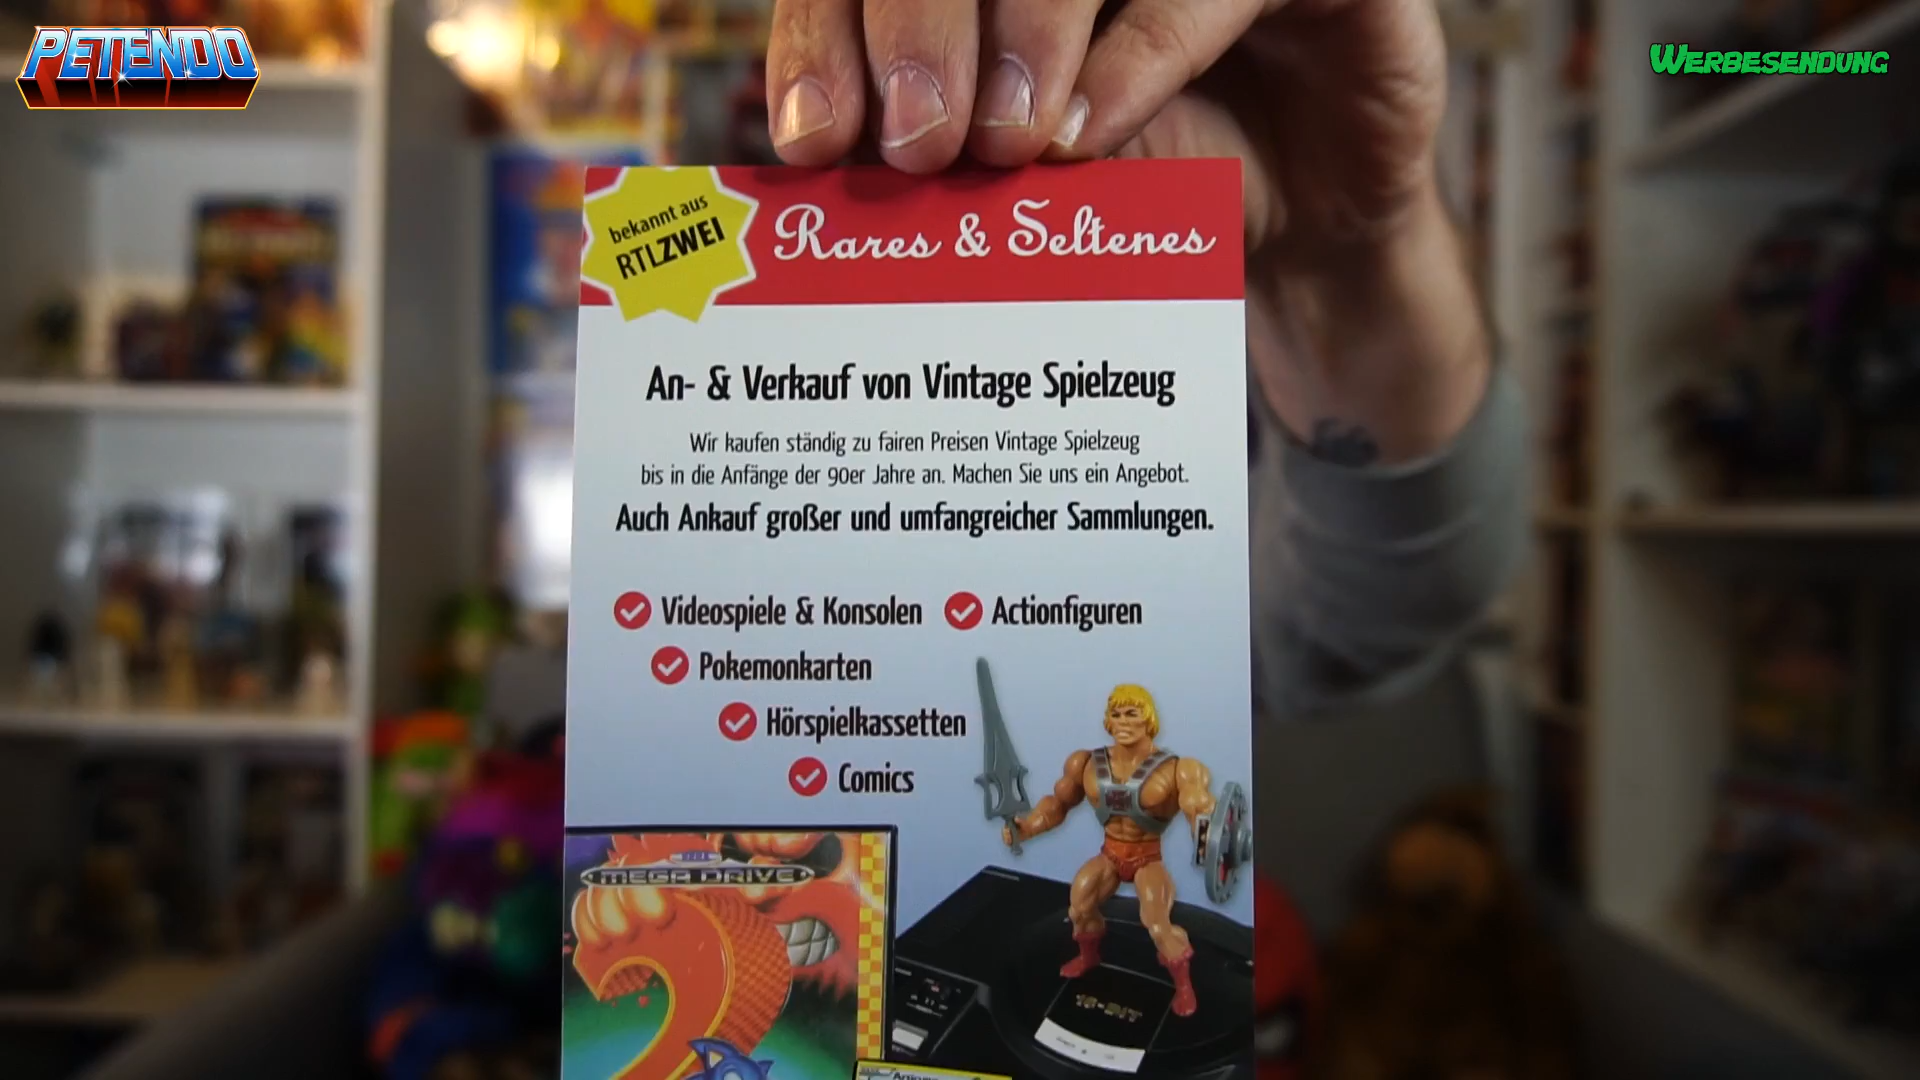 PETENDO
WERBESENDUNG
bekannt aus
RTLZWEI
Rares & Seltenes
An- & Verkauf von Vintage Spielzeug
Wir kaufen ständig zu fairen Preisen Vintage Spielzeug
bis in die Anfänge der 90er Jahre an. Machen Sie uns ein Angebot.
Auch Ankauf großer und umfangreicher Sammlungen.
Videospiele & Konsolen
Actionfiguren
Pokemonkarten
Hörspielkassetten
Comics
SEGA
MEGA DRIVE
2
16-BIT